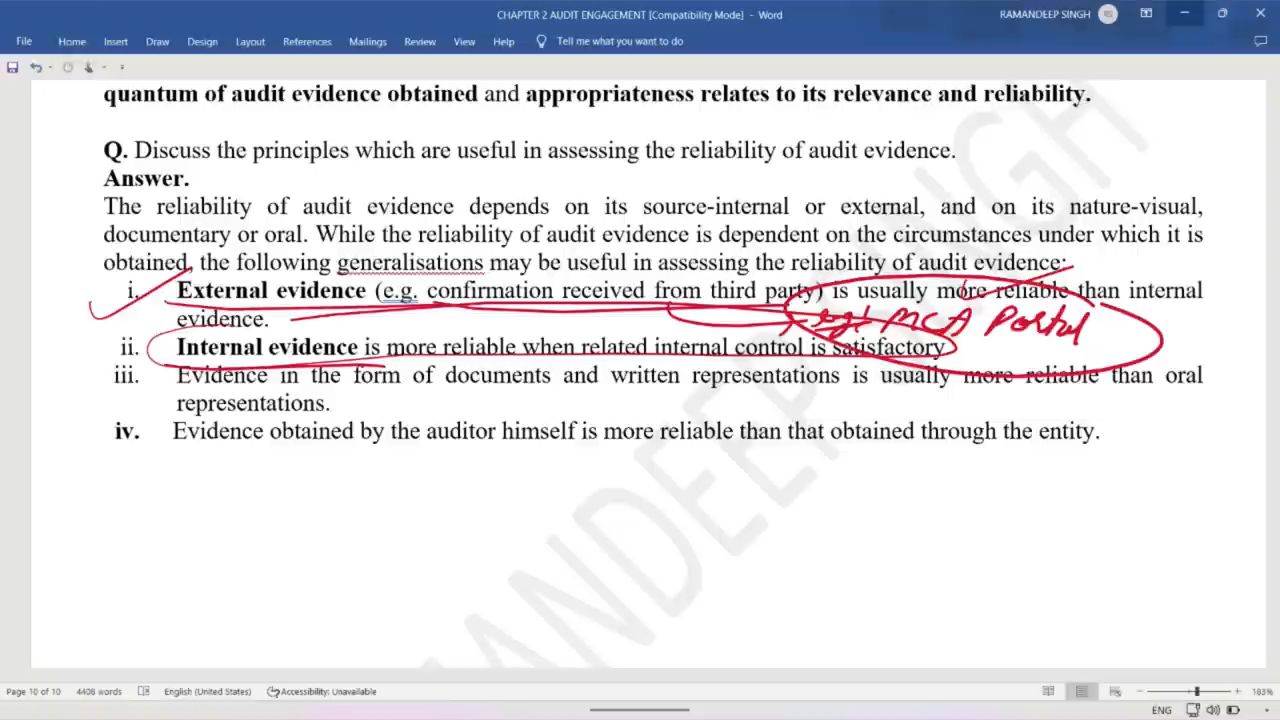 CHAPTER 2 AUDIT ENGAGEMENT [Compatibility Mode] - Word
RAMANDEEP SINGH
File Home Insert Draw Design Layout References Mailings Review View Help Tell me what you want to do
quantum of audit evidence obtained and appropriateness relates to its relevance and reliability.
Q. Discuss the principles which are useful in assessing the reliability of audit evidence.
Answer.
The reliability of audit evidence depends on its source-internal or external, and on its nature-visual,
documentary or oral. While the reliability of audit evidence is dependent on the circumstances under which it is
obtained, the following generalisations may be useful in assessing the reliability of audit evidence:
i. External evidence (e.g. confirmation received from third party) is usually more reliable than internal
evidence.
MCA Portal
ii. Internal evidence is more reliable when related internal control is satisfactory
iii. Evidence in the form of documents and written representations is usually more reliable than oral
representations.
iv. Evidence obtained by the auditor himself is more reliable than that obtained through the entity.
ANDEEP SINGH
Page 10 of 10 4408 words English (United States) Accessibility: Unavailable 183%
ENG